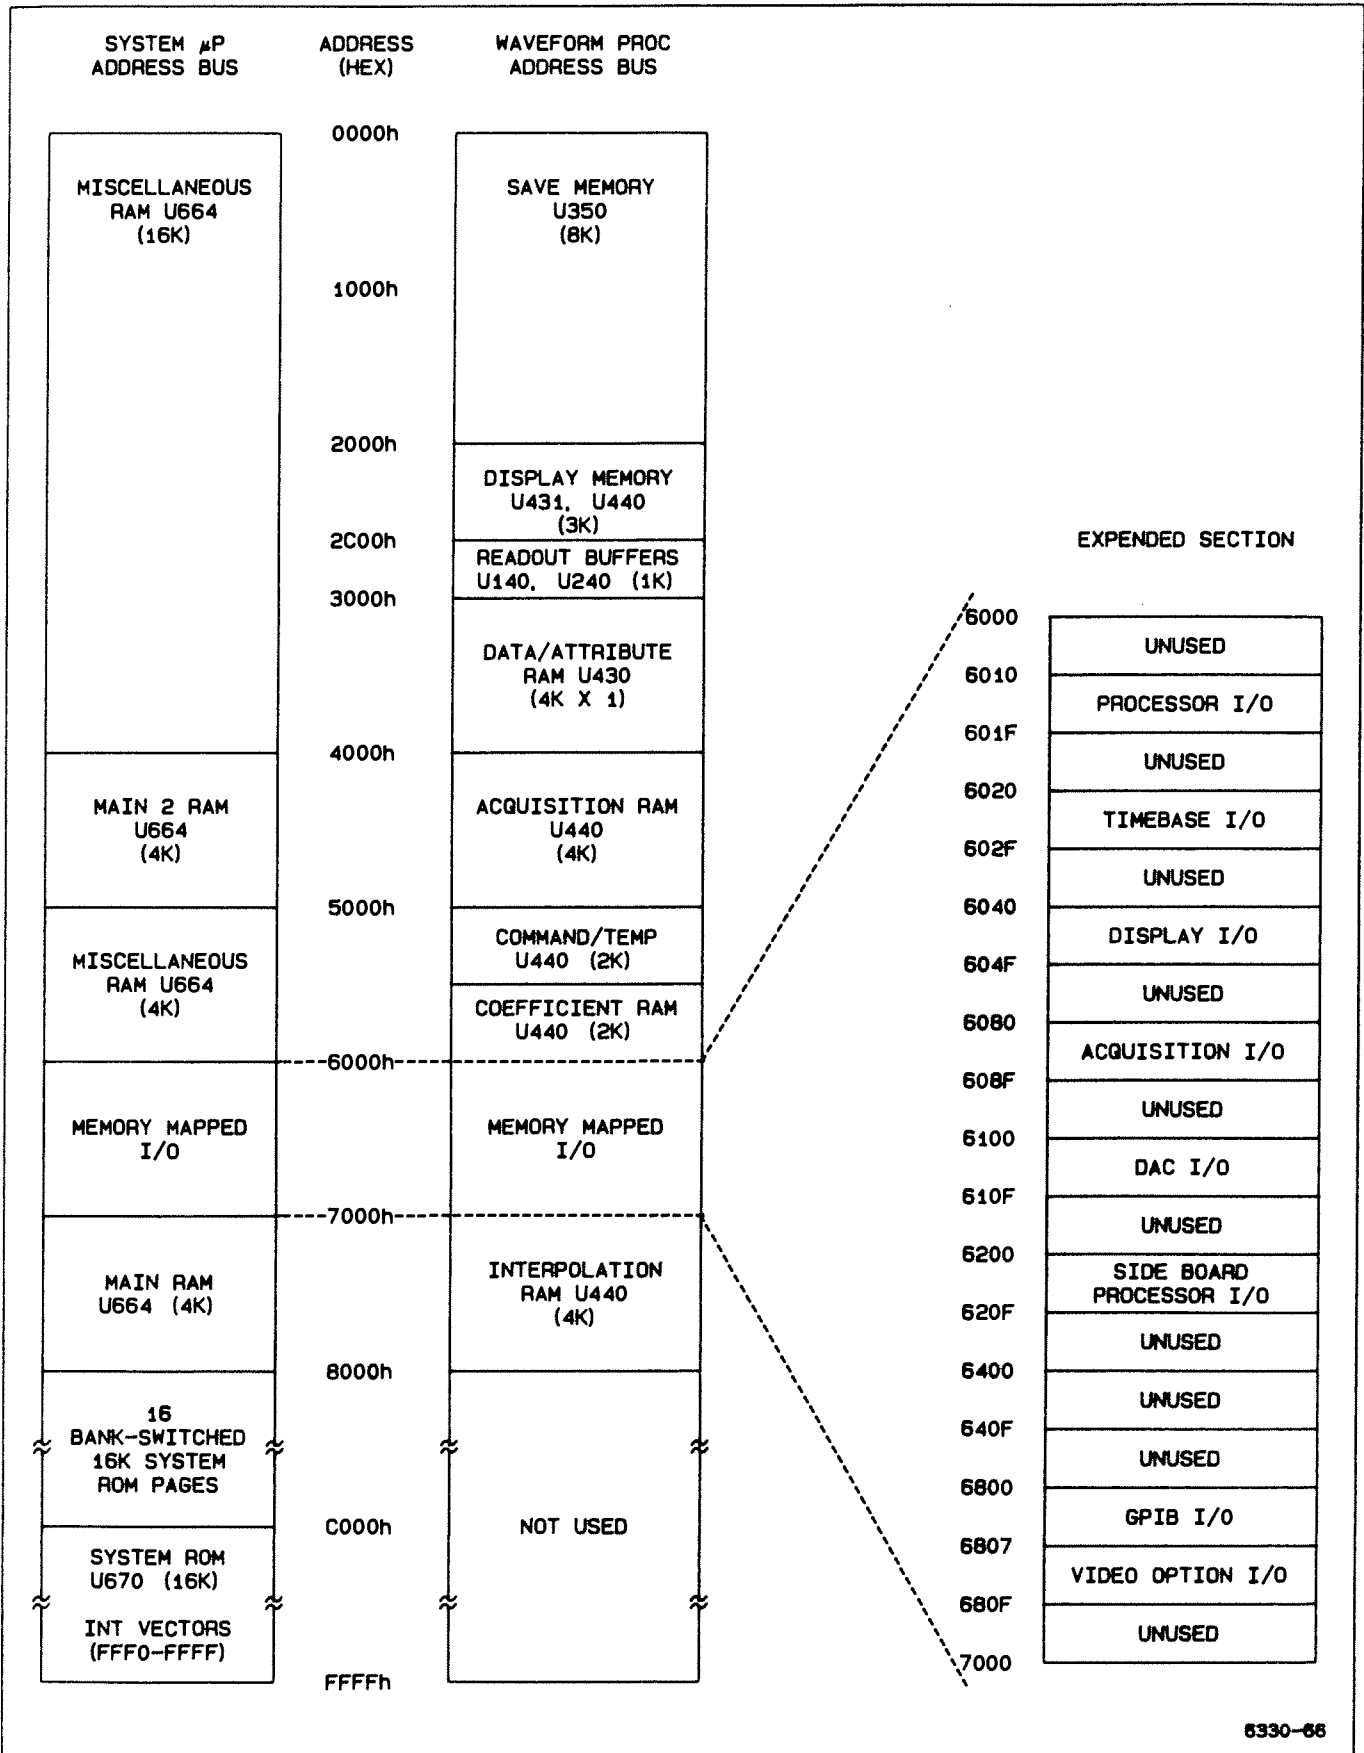 SYSTEM µP
ADDRESS BUS
ADDRESS
(HEX)
WAVEFORM PROC
ADDRESS BUS
0000h
MISCELLANEOUS
RAM U664
(16K)
SAVE MEMORY
U350
(8K)
1000h
2000h
DISPLAY MEMORY
U431, U440
(3K)
2C00h
READOUT BUFFERS
U140, U240 (1K)
3000h
DATA/ATTRIBUTE
RAM U430
(4K X 1)
4000h
MAIN 2 RAM
U664
(4K)
ACQUISITION RAM
U440
(4K)
5000h
MISCELLANEOUS
RAM U664
(4K)
COMMAND/TEMP
U440 (2K)
COEFFICIENT RAM
U440 (2K)
6000h
MEMORY MAPPED
I/O
MEMORY MAPPED
I/O
7000h
MAIN RAM
U664 (4K)
INTERPOLATION
RAM U440
(4K)
8000h
16
BANK-SWITCHED
16K SYSTEM
ROM PAGES
C000h
NOT USED
SYSTEM ROM
U670 (16K)
INT VECTORS
(FFF0-FFFF)
FFFFh
EXPENDED SECTION
6000
UNUSED
6010
PROCESSOR I/O
601F
UNUSED
6020
TIMEBASE I/O
602F
UNUSED
6040
DISPLAY I/O
604F
UNUSED
6080
ACQUISITION I/O
608F
UNUSED
6100
DAC I/O
610F
UNUSED
6200
SIDE BOARD
PROCESSOR I/O
620F
UNUSED
6400
UNUSED
640F
UNUSED
6800
GPIB I/O
6807
VIDEO OPTION I/O
680F
UNUSED
7000
6330-66